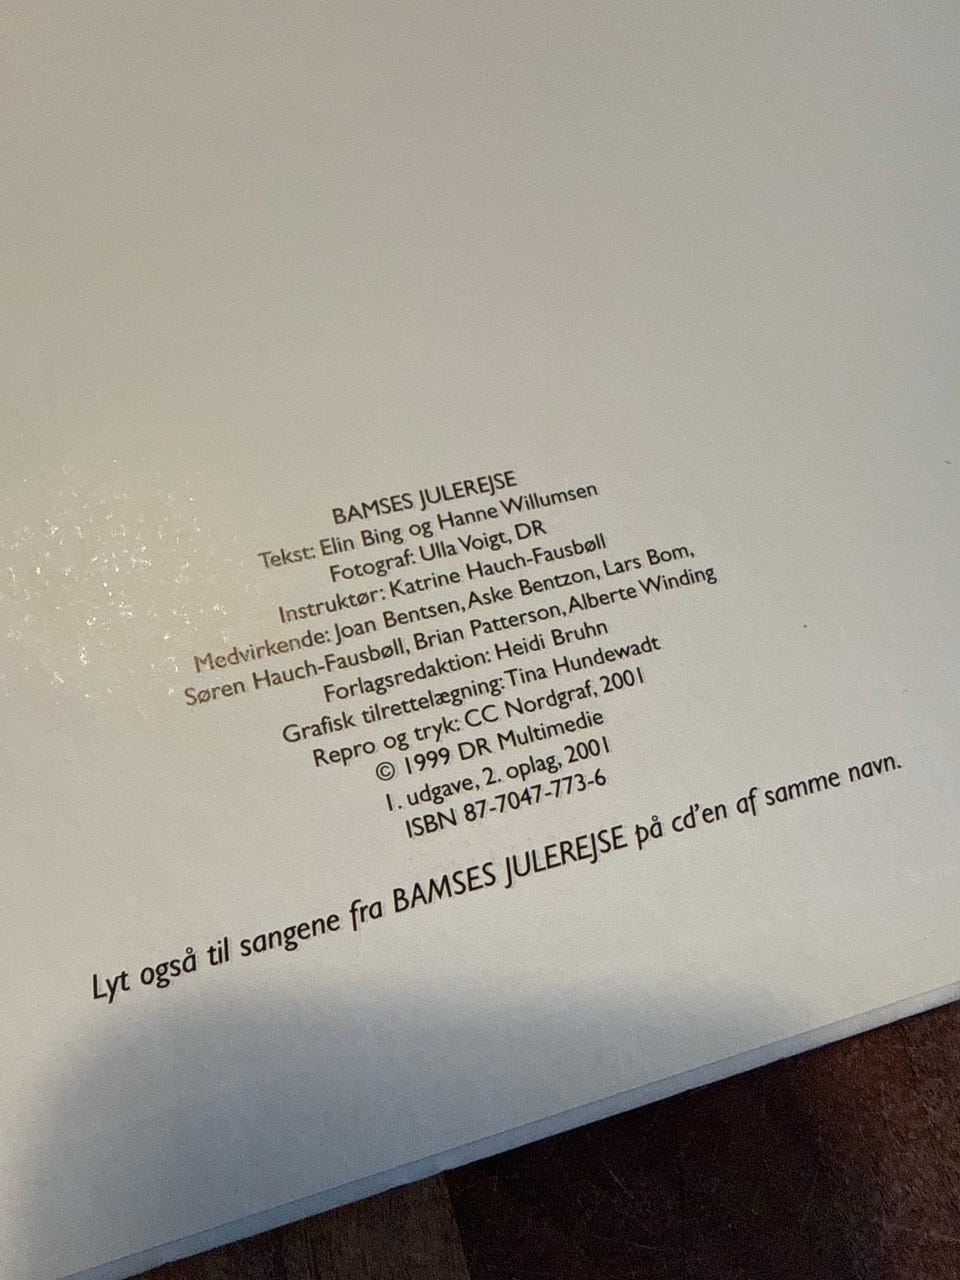 BAMSES JULEREJSE
Tekst: Elin Bing og Hanne Willumsen
Fotograf: Ulla Voigt, DR
Instruktør: Katrine Hauch-Fausbøll
Medvirkende: Joan Bentsen, Aske Bentzon, Lars Bom,
Søren Hauch-Fausbøll, Brian Patterson, Alberte Winding
Forlagsredaktion: Heidi Bruhn
Grafisk tilrettelægning: Tina Hundewadt
Repro og tryk: CC Nordgraf, 2001
© 1999 DR Multimedie
1. udgave, 2. oplag, 2001
ISBN 87-7047-773-6
Lyt også til sangene fra BAMSES JULEREJSE på cd'en af samme navn.